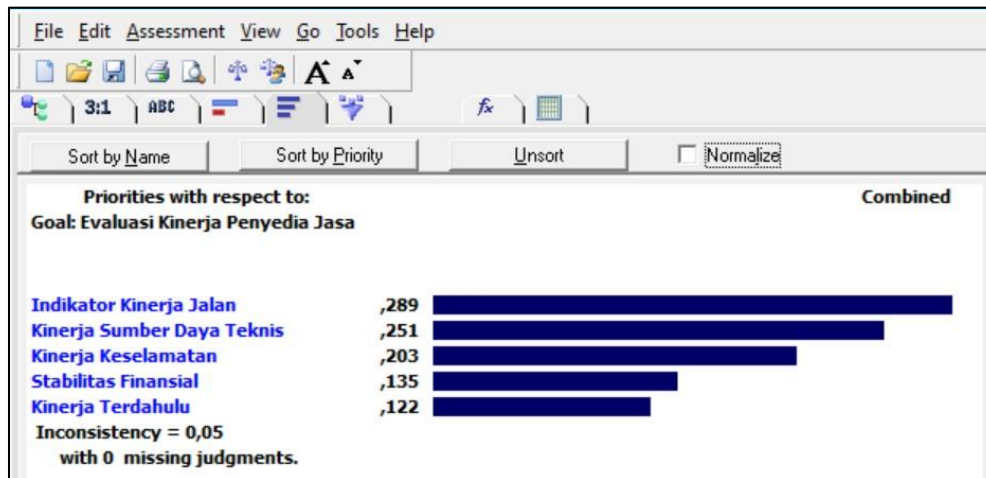 File Edit Assessment View Go Tools Help
A A
3:1 ABC fx
Sort by Name Sort by Priority Unsort Normalize
Priorities with respect to: Combined
Goal: Evaluasi Kinerja Penyedia Jasa
Indikator Kinerja Jalan ,289
Kinerja Sumber Daya Teknis ,251
Kinerja Keselamatan ,203
Stabilitas Finansial ,135
Kinerja Terdahulu ,122
Inconsistency = 0,05
with 0 missing judgments.